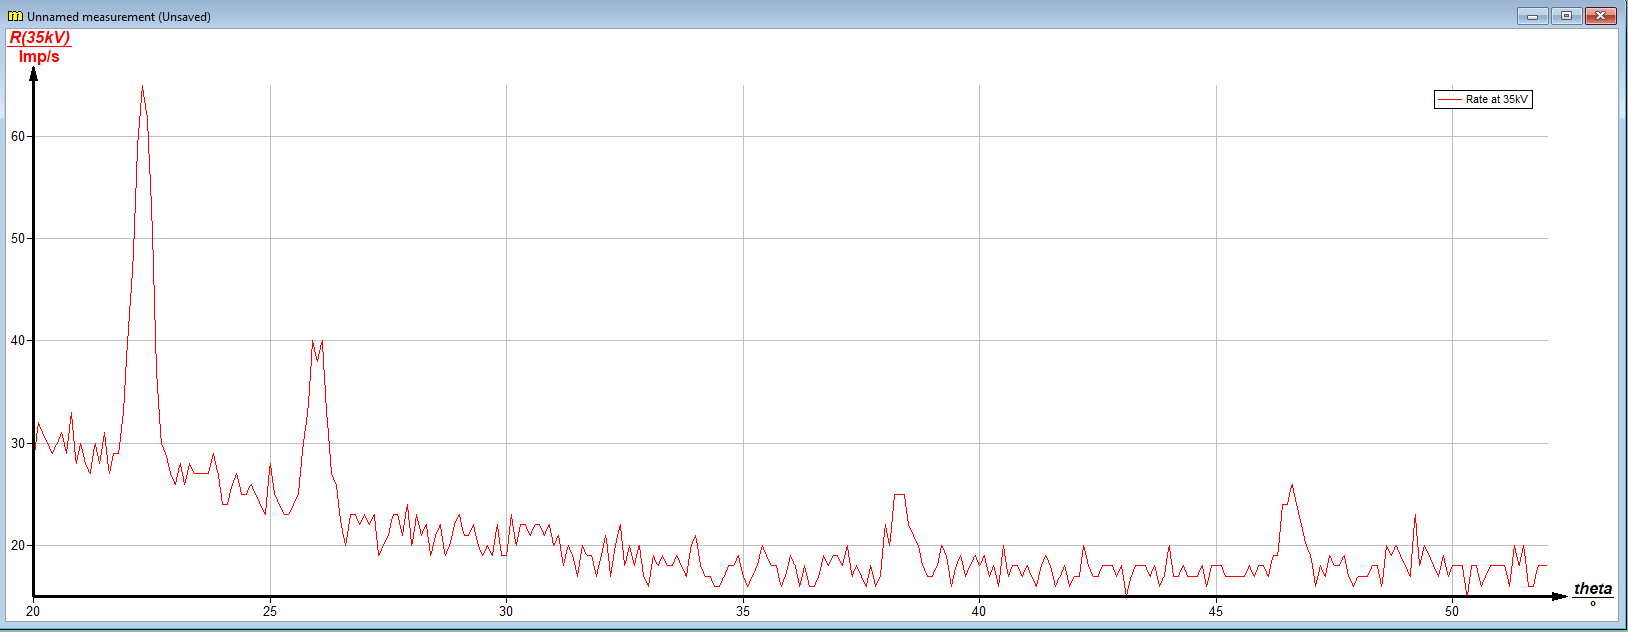 Unnamed measurement (Unsaved)
R(35kV)
Imp/s
Rate at 35kV
60
50
40
30
20
20 25 30 35 40 45 50
theta
°